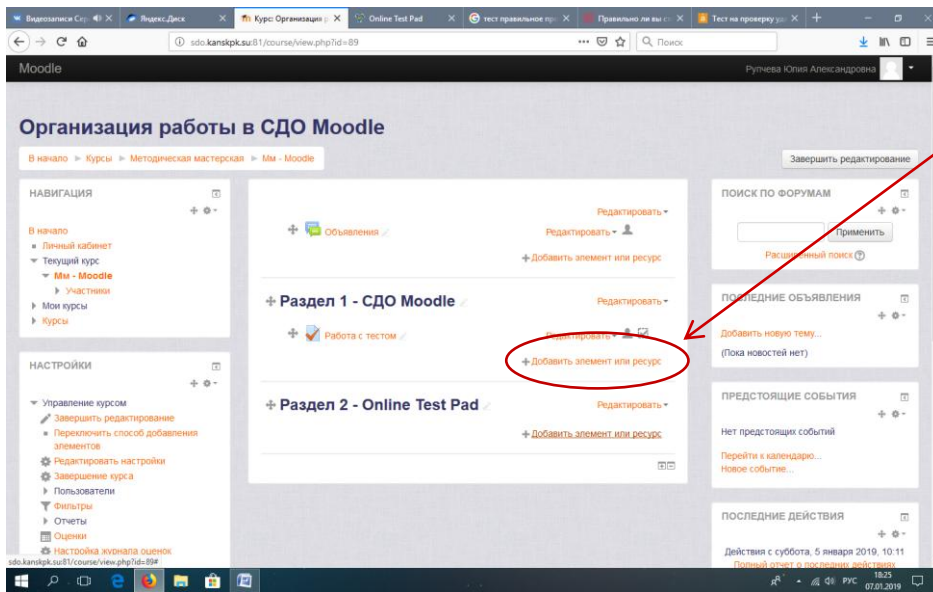 Видеозаписи Скр
Яндекс.Диск
Курс: Организация р
Online Test Pad
тест правильное пр
Правильно ли вы с
Тест на проверку уд
sdo.kanskpk.su:81/course/view.php?id=89
Поиск
Moodle
Рупчева Юлия Александровна
Организация работы в СДО Moodle
В начало ► Курсы ► Методическая мастерская ► Мм - Moodle
Завершить редактирование
НАВИГАЦИЯ
В начало
Личный кабинет
Текущий курс
Мм - Moodle
Участники
Мои курсы
Курсы
НАСТРОЙКИ
Управление курсом
Завершить редактирование
Переключить способ добавления
элементов
Редактировать настройки
Завершение курса
Пользователи
Фильтры
Отчеты
Оценки
Настройка журнала оценок
Редактировать
Объявления
Редактировать
Добавить элемент или ресурс
Раздел 1 - СДО Moodle
Редактировать
Работа с тестом
Редактировать
Добавить элемент или ресурс
Раздел 2 - Online Test Pad
Редактировать
Добавить элемент или ресурс
ПОИСК ПО ФОРУМАМ
Применить
Расширенный поиск
ПОСЛЕДНИЕ ОБЪЯВЛЕНИЯ
Добавить новую тему...
(Пока новостей нет)
ПРЕДСТОЯЩИЕ СОБЫТИЯ
Нет предстоящих событий
Перейти к календарю...
Новое событие...
ПОСЛЕДНИЕ ДЕЙСТВИЯ
Действия с суббота, 5 января 2019, 10:11
Полный отчет о последних действиях
sdo.kanskpk.su:81/course/view.php?id=89#
РУС
18:25
07.01.2019